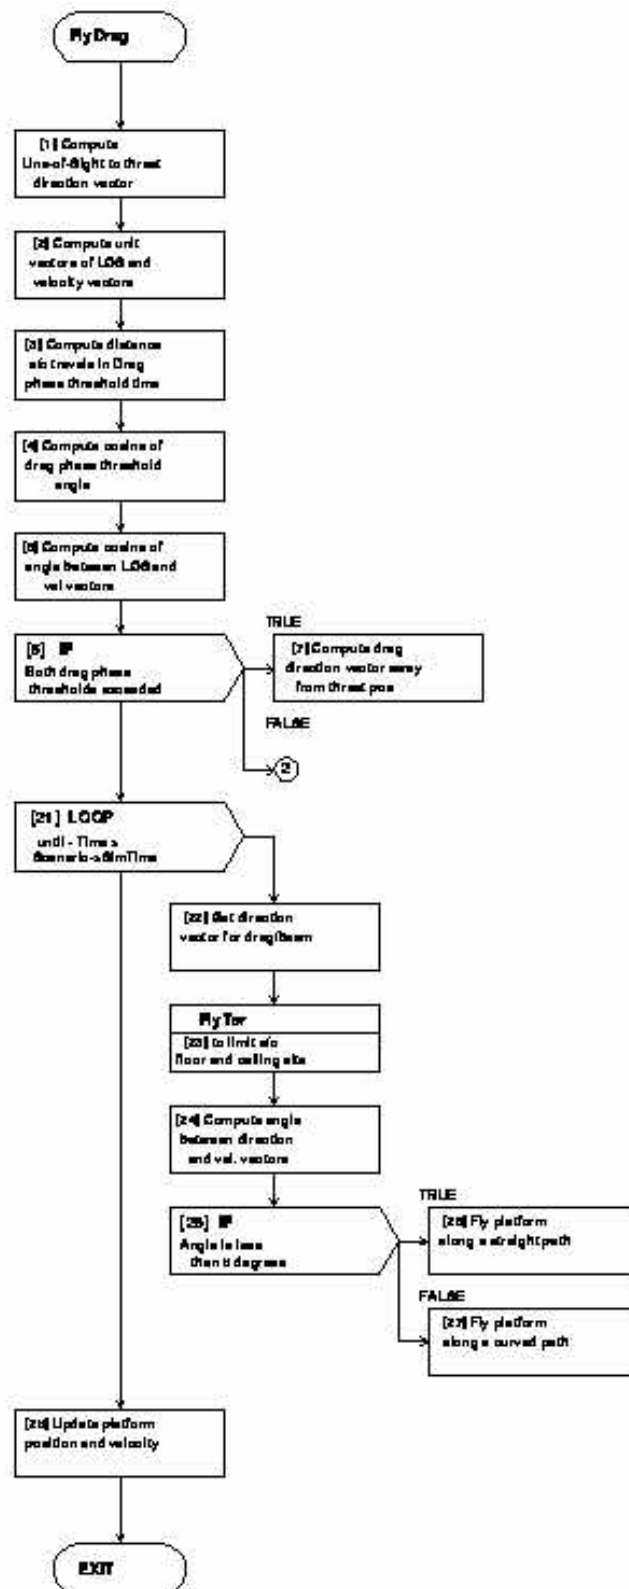 FlyDrag
[1] Compute
Line-of-Sight to threat
direction vector
[2] Compute unit
vectors of LOS and
velocity vectors
[3] Compute distance
a/c travels in Drag
phase threshold time
[4] Compute cosine of
drag phase threshold
angle
[5] Compute cosine of
angle between LOS and
vel vectors
[6] IF
Both drag phase
thresholds exceeded
TRUE
[7] Compute drag
direction vector away
from threat pos
FALSE
2
[21] LOOP
until - Time ≥
Scenario->SimTime
[22] Set direction
vector for drag/beam
FlyTer
[23] to limit a/c
floor and ceiling alts
[24] Compute angle
between direction
and vel. vectors
[25] IF
Angle is less
than 5 degrees
TRUE
[26] Fly platform
along a straight path
FALSE
[27] Fly platform
along a curved path
[28] Update platform
position and velocity
EXIT